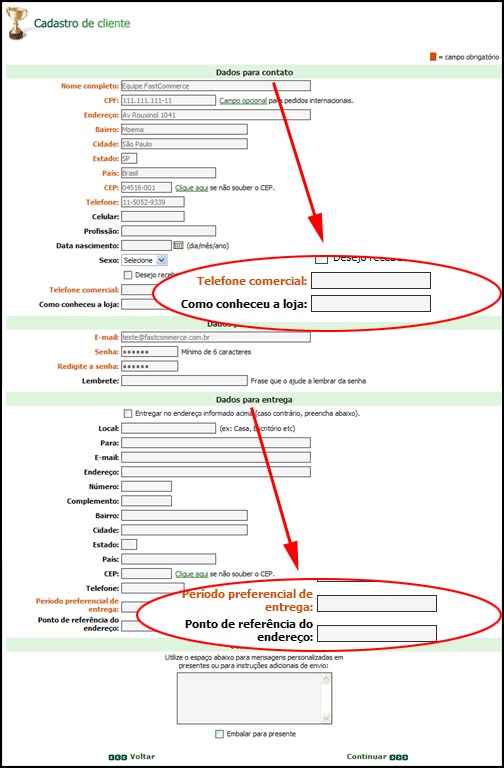 Cadastro de cliente
= campo obrigatório
Dados para contato
Nome completo: Equipe FastCommerce
CPF: 111.111.111-11 Campo opcional para pedidos internacionais.
Endereço: Av Rouxinol 1041
Bairro: Moema
Cidade: São Paulo
Estado: SP
País: Brasil
CEP: 04516-001 Clique aqui se não souber o CEP.
Telefone: 11-5052-9339
Celular:
Profissão:
Data nascimento: (dia/mês/ano)
Sexo: Selecione
Desejo receb
Desejo receb
Telefone comercial:
Telefone comercial:
Como conheceu a loja:
Como conheceu a loja:
Dados p
E-mail: teste@fastcommerce.com.br
Senha: ●●●●●● Mínimo de 6 caracteres
Redigite a senha: ●●●●●●
Lembrete: Frase que o ajude a lembrar da senha
Dados para entrega
Entregar no endereço informado acima (caso contrário, preencha abaixo).
Local: (ex: Casa, Escritório etc)
Para:
E-mail:
Endereço:
Número:
Complemento:
Bairro:
Cidade:
Estado:
País:
CEP: Clique aqui se não souber o CEP.
Telefone:
Período preferencial de
entrega:
Período preferencial de
entrega:
Ponto de referência do
endereço:
Ponto de referência do
endereço:
Utilize o espaço abaixo para mensagens personalizadas em
presentes ou para instruções adicionais de envio:
Embalar para presente
Voltar
Continuar